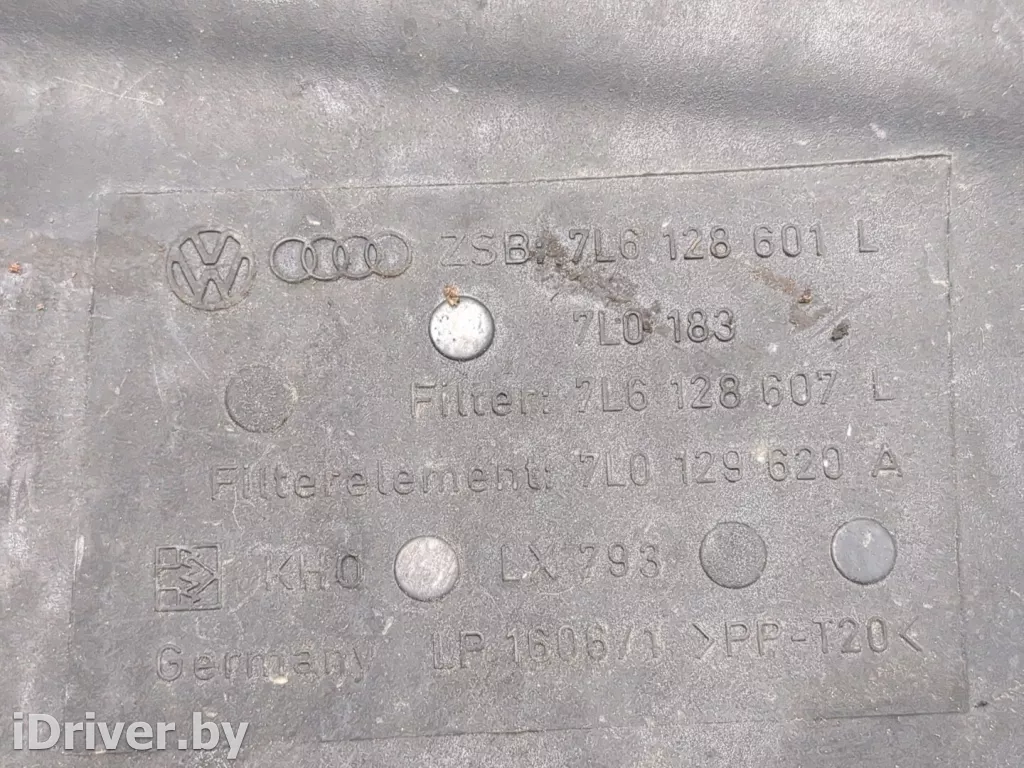 ZSB: 7L6 128 601 L
7L0 183
Filter: 7L6 128 607 L
Filterelement: 7L0 129 620 A
KHQ LX 793
Germany LP 1606/1 >PP-T20<
iDriver.by